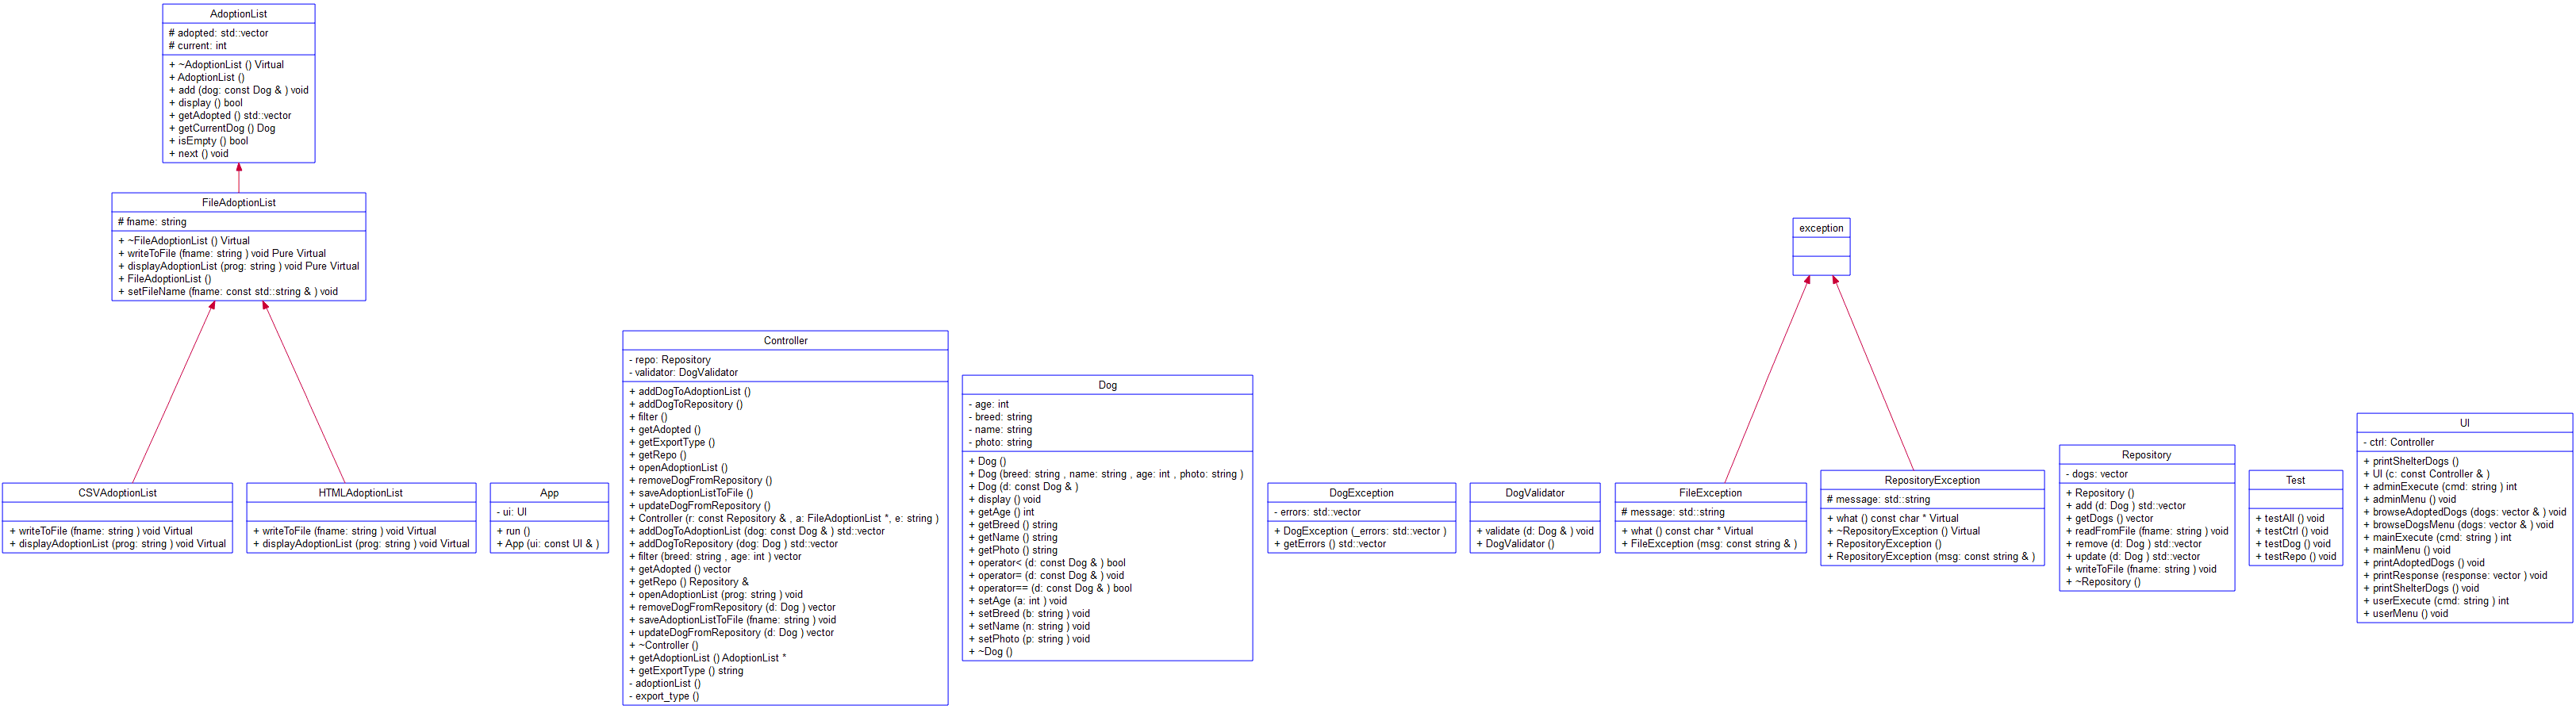 AdoptionList
# adopted: std::vector
# current: int
+ ~AdoptionList () Virtual
+ AdoptionList ()
+ add (dog: const Dog & ) void
+ display () bool
+ getAdopted () std::vector
+ getCurrentDog () Dog
+ isEmpty () bool
+ next () void
FileAdoptionList
# fname: string
+ ~FileAdoptionList () Virtual
+ writeToFile (fname: string ) void Pure Virtual
+ displayAdoptionList (prog: string ) void Pure Virtual
+ FileAdoptionList ()
+ setFileName (fname: const std::string & ) void
CSVAdoptionList
+ writeToFile (fname: string ) void Virtual
+ displayAdoptionList (prog: string ) void Virtual
HTMLAdoptionList
+ writeToFile (fname: string ) void Virtual
+ displayAdoptionList (prog: string ) void Virtual
App
- ui: UI
+ run ()
+ App (ui: const UI & )
Controller
- repo: Repository
- validator: DogValidator
+ addDogToAdoptionList ()
+ addDogToRepository ()
+ filter ()
+ getAdopted ()
+ getExportType ()
+ getRepo ()
+ openAdoptionList ()
+ removeDogFromRepository ()
+ saveAdoptionListToFile ()
+ updateDogFromRepository ()
+ Controller (r: const Repository & , a: FileAdoptionList *, e: string )
+ addDogToAdoptionList (dog: const Dog & ) std::vector
+ addDogToRepository (dog: Dog ) std::vector
+ filter (breed: string , age: int ) vector
+ getAdopted () vector
+ getRepo () Repository &
+ openAdoptionList (prog: string ) void
+ removeDogFromRepository (d: Dog ) vector
+ saveAdoptionListToFile (fname: string ) void
+ updateDogFromRepository (d: Dog ) vector
+ ~Controller ()
+ getAdoptionList () AdoptionList *
+ getExportType () string
- adoptionList ()
- export_type ()
Dog
- age: int
- breed: string
- name: string
- photo: string
+ Dog ()
+ Dog (breed: string , name: string , age: int , photo: string )
+ Dog (d: const Dog & )
+ display () void
+ getAge () int
+ getBreed () string
+ getName () string
+ getPhoto () string
+ operator< (d: const Dog & ) bool
+ operator= (d: const Dog & ) void
+ operator== (d: const Dog & ) bool
+ setAge (a: int ) void
+ setBreed (b: string ) void
+ setName (n: string ) void
+ setPhoto (p: string ) void
+ ~Dog ()
DogException
- errors: std::vector
+ DogException (_errors: std::vector )
+ getErrors () std::vector
DogValidator
+ validate (d: Dog & ) void
+ DogValidator ()
exception
FileException
# message: std::string
+ what () const char * Virtual
+ FileException (msg: const string & )
RepositoryException
# message: std::string
+ what () const char * Virtual
+ ~RepositoryException () Virtual
+ RepositoryException ()
+ RepositoryException (msg: const string & )
Repository
- dogs: vector
+ Repository ()
+ add (d: Dog ) std::vector
+ getDogs () vector
+ readFromFile (fname: string ) void
+ remove (d: Dog ) std::vector
+ update (d: Dog ) std::vector
+ writeToFile (fname: string ) void
+ ~Repository ()
Test
+ testAll () void
+ testCtrl () void
+ testDog () void
+ testRepo () void
UI
- ctrl: Controller
+ printShelterDogs ()
+ UI (c: const Controller & )
+ adminExecute (cmd: string ) int
+ adminMenu () void
+ browseAdoptedDogs (dogs: vector & ) void
+ browseDogsMenu (dogs: vector & ) void
+ mainExecute (cmd: string ) int
+ mainMenu () void
+ printAdoptedDogs () void
+ printResponse (response: vector ) void
+ printShelterDogs () void
+ userExecute (cmd: string ) int
+ userMenu () void